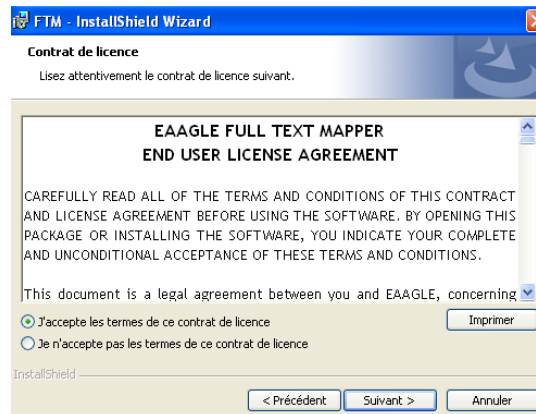 FTM - InstallShield Wizard
Contrat de licence
Lisez attentivement le contrat de licence suivant.
EAAGLE FULL TEXT MAPPER
END USER LICENSE AGREEMENT
CAREFULLY READ ALL OF THE TERMS AND CONDITIONS OF THIS CONTRACT
AND LICENSE AGREEMENT BEFORE USING THE SOFTWARE. BY OPENING THIS
PACKAGE OR INSTALLING THE SOFTWARE, YOU INDICATE YOUR COMPLETE
AND UNCONDITIONAL ACCEPTANCE OF THESE TERMS AND CONDITIONS.
This document is a legal agreement between you and EAAGLE, concerning
J'accepte les termes de ce contrat de licence
Imprimer
Je n'accepte pas les termes de ce contrat de licence
InstallShield
< Précédent
Suivant >
Annuler